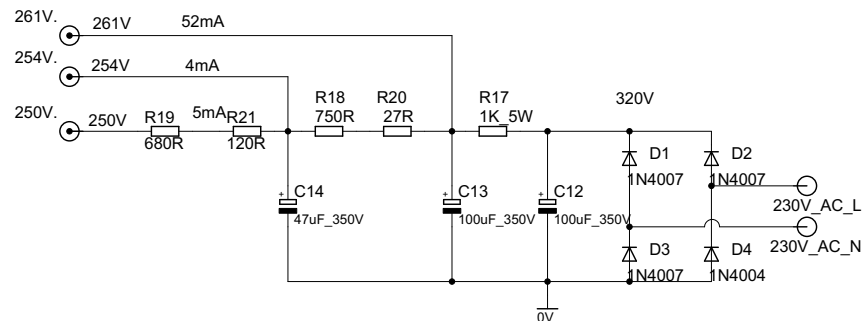 261V. 261V 52mA
254V. 254V 4mA
250V. 250V R19 5mA R21 R18 R20 R17 320V
680R 120R 750R 27R 1K_5W
D1 D2
1N4007 1N4007
+ C14 + C13 + C12
47uF_350V 100uF_350V 100uF_350V
230V_AC_L
230V_AC_N
D3 D4
1N4007 1N4004
0V